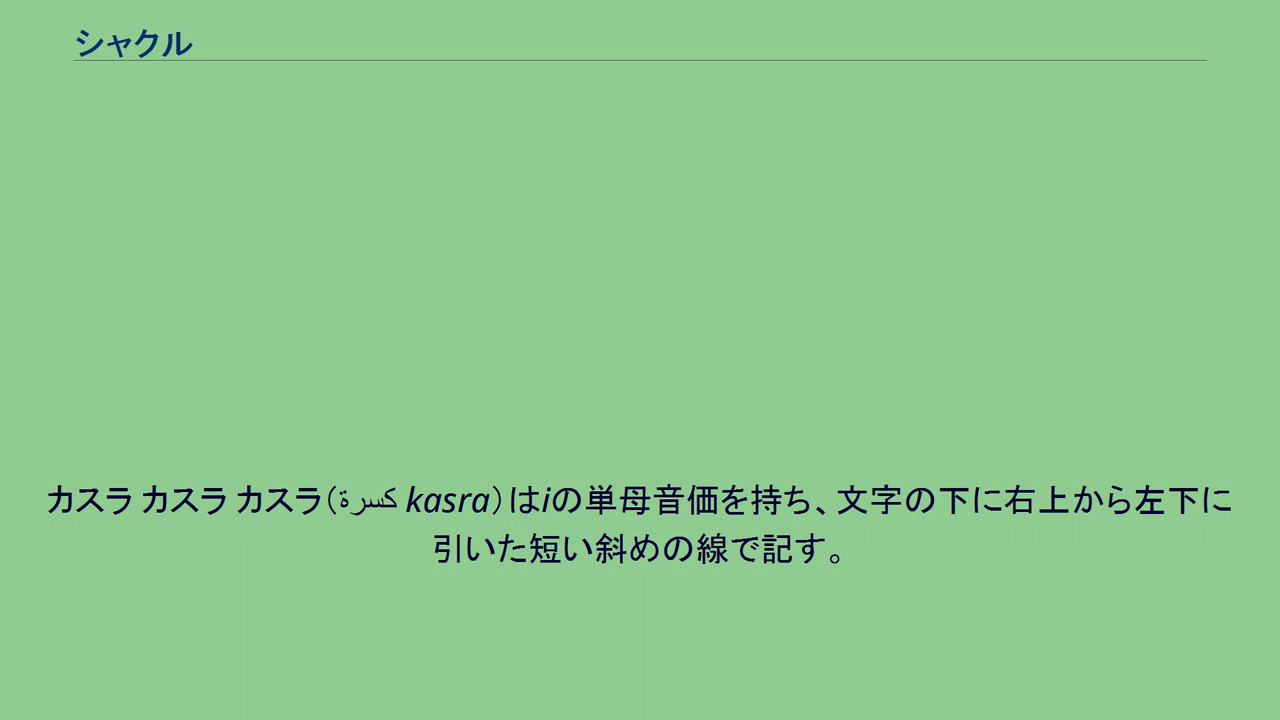 シャクル
カスラ カスラ カスラ(كسرة kasra)はiの単母音価を持ち、文字の下に右上から左下に
引いた短い斜めの線で記す。